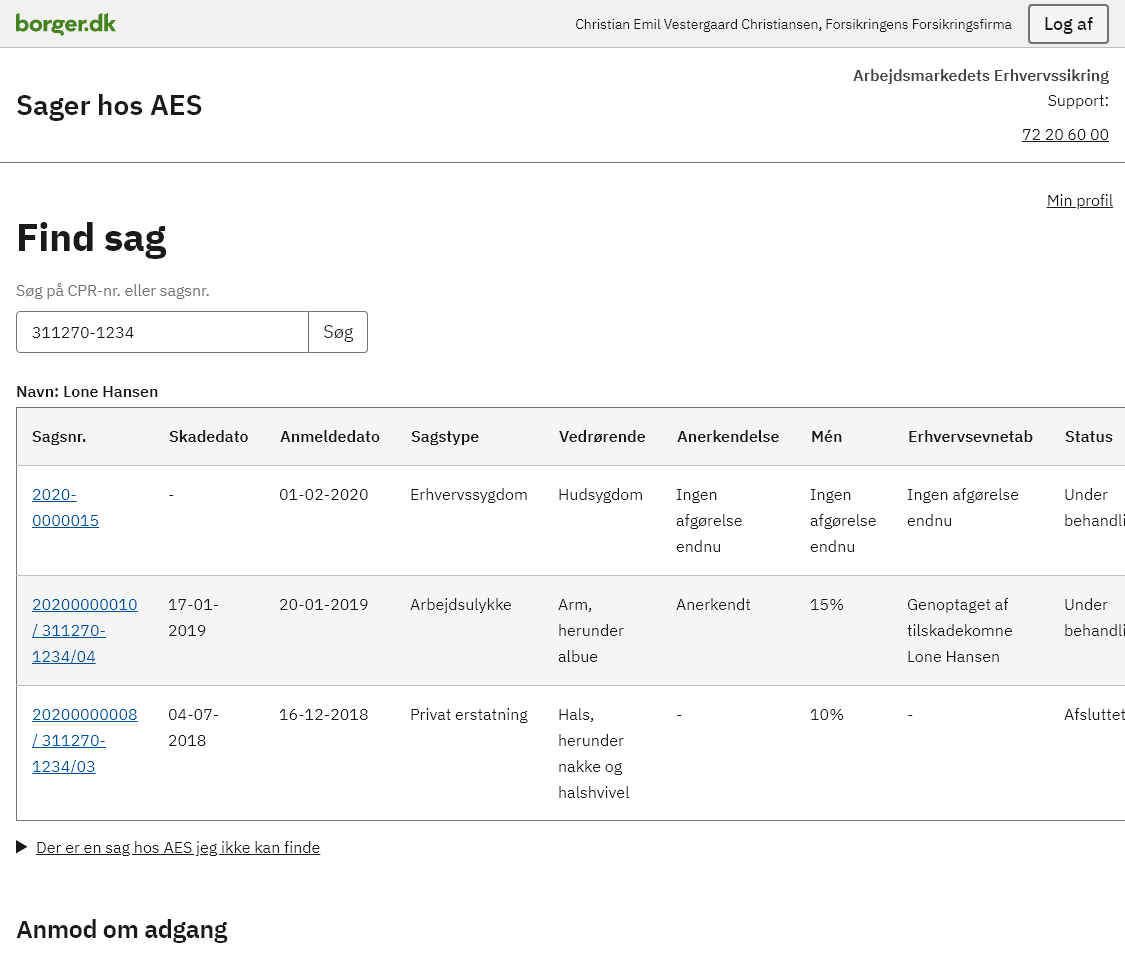 borger.dk
Christian Emil Vestergaard Christiansen, Forsikringens Forsikringsfirma
Log af
Sager hos AES
Arbejdsmarkedets Erhvervssikring
Support:
72 20 60 00
Min profil
Find sag
Søg på CPR-nr. eller sagsnr.
311270-1234
Søg
Navn: Lone Hansen
Sagsnr. Skadedato Anmeldedato Sagstype Vedrørende Anerkendelse Mén Erhvervsevnetab Status
2020- - 01-02-2020 Erhvervssygdom Hudsygdom Ingen Ingen Ingen afgørelse Under
0000015 afgørelse afgørelse endnu behandli
endnu endnu
20200000010 17-01- 20-01-2019 Arbejdsulykke Arm, Anerkendt 15% Genoptaget af Under
/ 311270- 2019 herunder tilskadekomne behandli
1234/04 albue Lone Hansen
20200000008 04-07- 16-12-2018 Privat erstatning Hals, - 10% - Afsluttet
/ 311270- 2018 herunder
1234/03 nakke og
halshvivel
Der er en sag hos AES jeg ikke kan finde
Anmod om adgang